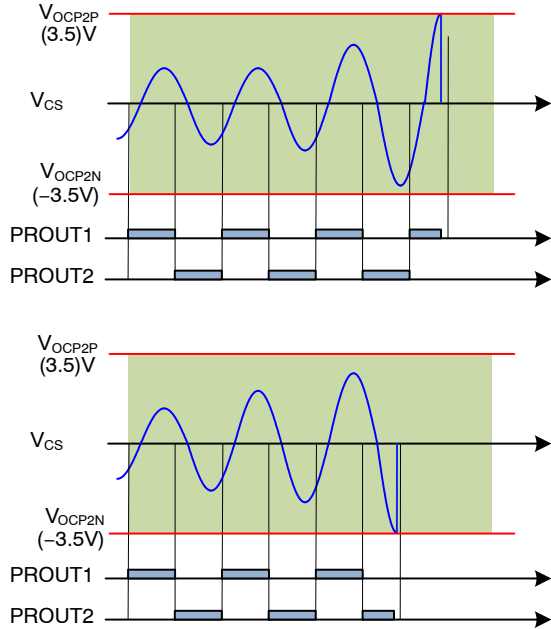 VOCP2P
(3.5)V
VCS
VOCP2N
(−3.5V)
PROUT1
PROUT2
VOCP2P
(3.5)V
VCS
VOCP2N
(−3.5V)
PROUT1
PROUT2